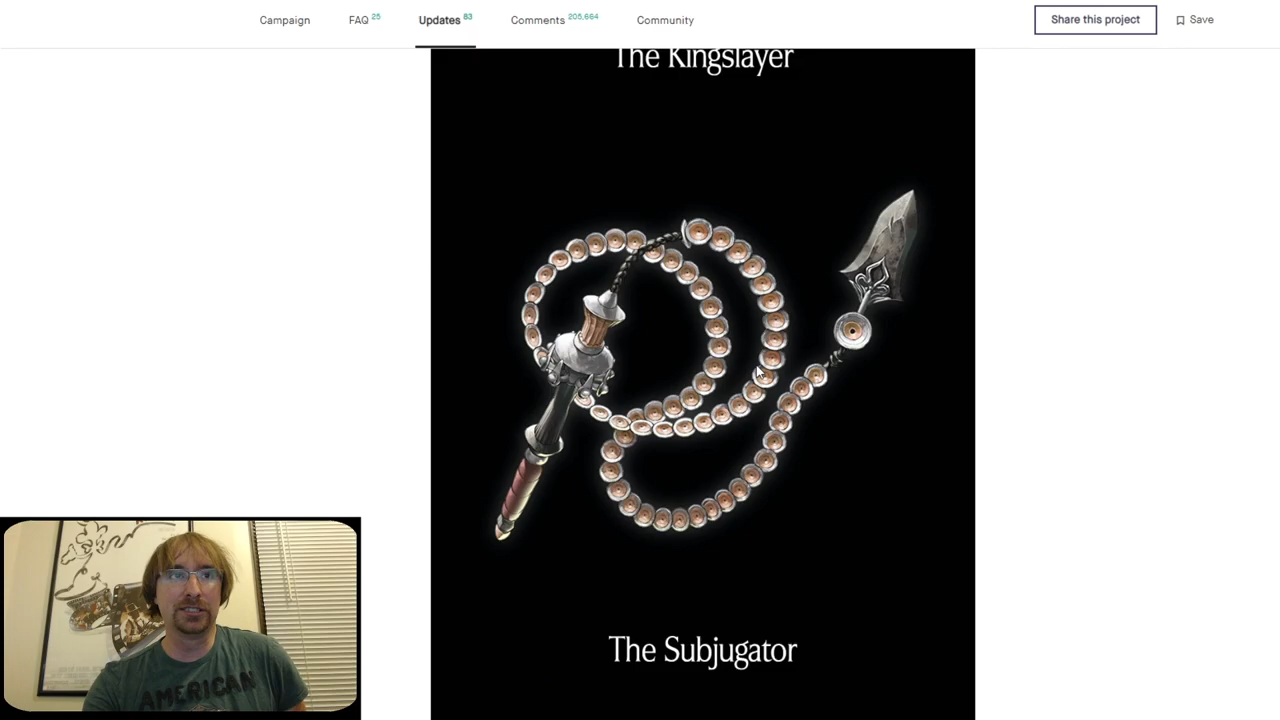 Campaign FAQ 25 Updates 83 Comments 205,664 Community Share this project Save
The Kingslayer
The Subjugator
AMERICAN